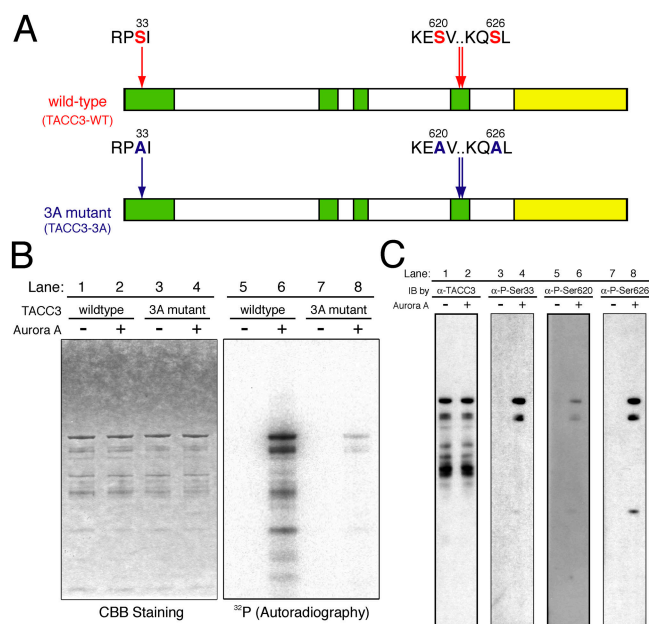 A
33
RPSI
620 626
KESV..KQSL
wild-type
(TACC3-WT)
33
RPAI
620 626
KEAV..KQAL
3A mutant
(TACC3-3A)
B
Lane: 1 2 3 4 5 6 7 8
TACC3 wildtype 3A mutant wildtype 3A mutant
Aurora A - + - + - + - +
CBB Staining
32P (Autoradiography)
C
Lane: 1 2 3 4 5 6 7 8
IB by α-TACC3 α-P-Ser33 α-P-Ser620 α-P-Ser626
Aurora A - + - + - + - +